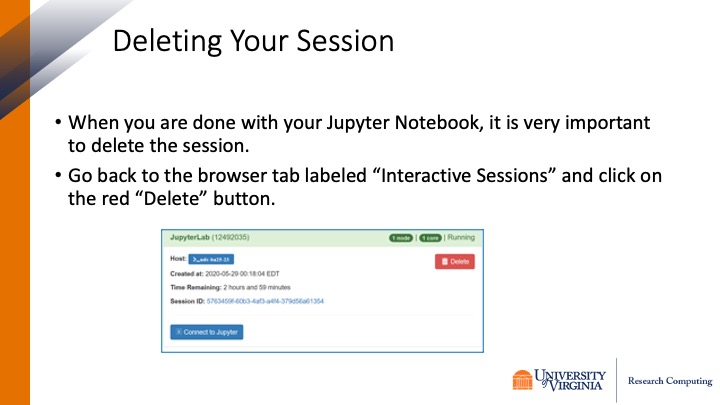 Deleting Your Session
• When you are done with your Jupyter Notebook, it is very important
to delete the session.
• Go back to the browser tab labeled “Interactive Sessions” and click on
the red “Delete” button.
JupyterLab (12492035) 1 node | 1 core | Running
Host:
Delete
Created at: 2020-05-29 00:18:04 EDT
Time Remaining: 2 hours and 59 minutes
Session ID: 5763459f-60b3-4af3-a4f4-379d56a61354
Connect to Jupyter
UNIVERSITY
of VIRGINIA
Research Computing